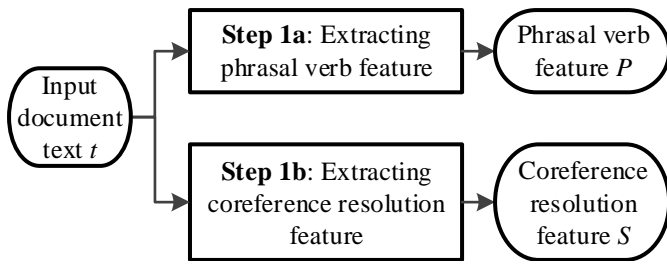 Input
document
text t
Step 1a: Extracting
phrasal verb feature
Phrasal verb
feature P
Step 1b: Extracting
coreference resolution
feature
Coreference
resolution
feature S